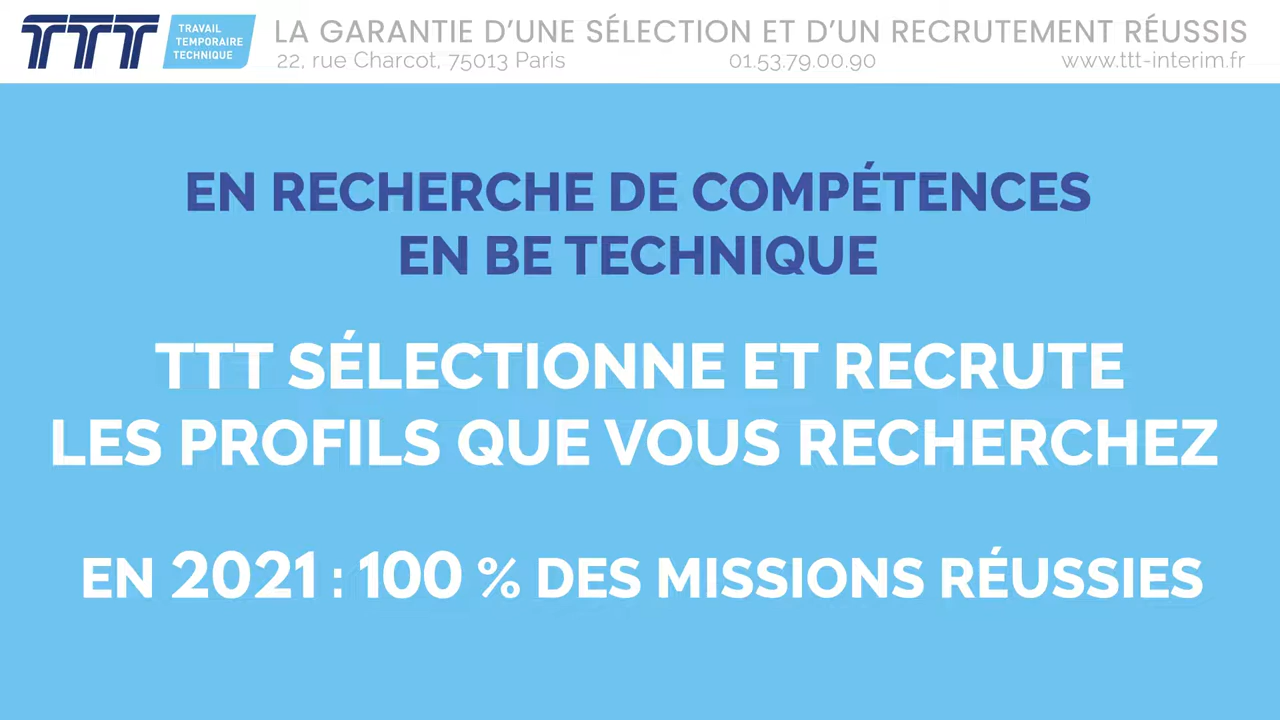 TTT
TRAVAIL
TEMPORAIRE
TECHNIQUE
LA GARANTIE D'UNE SÉLECTION ET D'UN RECRUTEMENT RÉUSSIS
22, rue Charcot, 75013 Paris 01.53.79.00.90 www.ttt-interim.fr
EN RECHERCHE DE COMPÉTENCES
EN BE TECHNIQUE
TTT SÉLECTIONNE ET RECRUTE
LES PROFILS QUE VOUS RECHERCHEZ
EN 2021 : 100 % DES MISSIONS RÉUSSIES